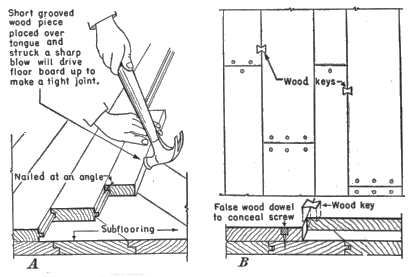 Short grooved
wood piece
placed over
tongue and
struck a sharp
blow will drive
floor board up to
make a tight joint.
Nailed at an angle
Subflooring
A
Wood keys
False wood dowel
to conceal screw
Wood key
B